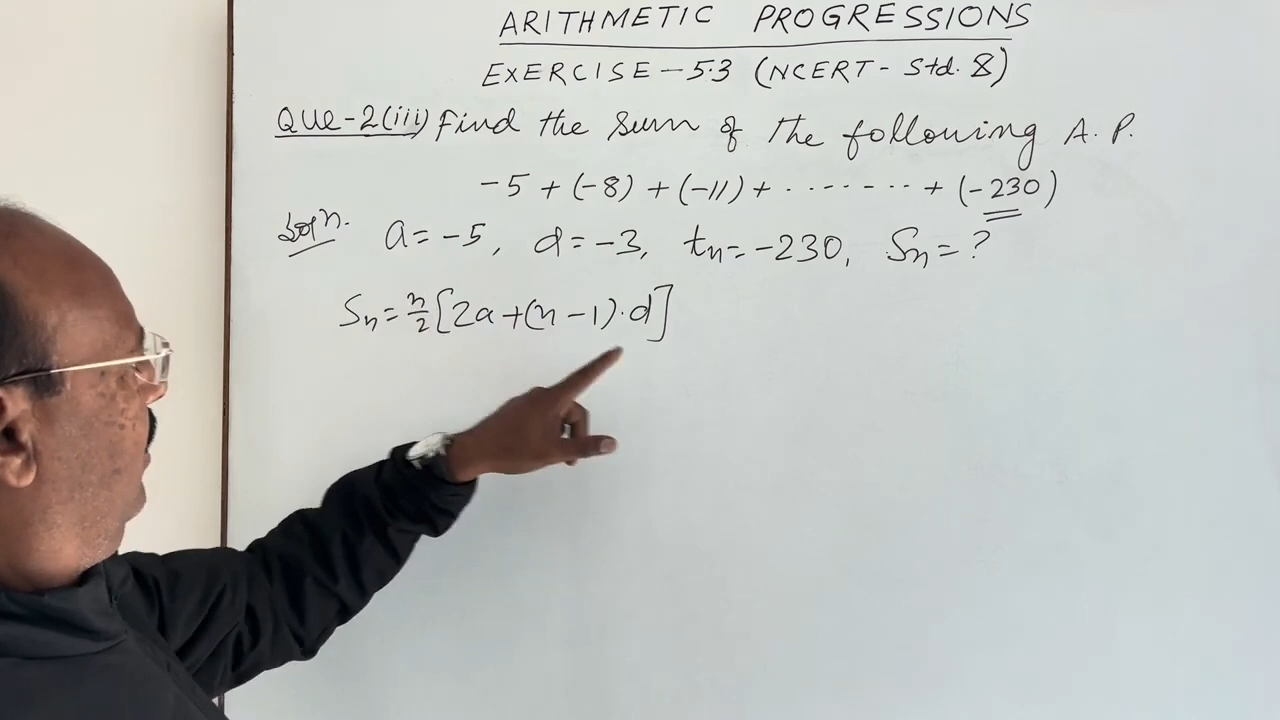 ARITHMETIC PROGRESSIONS
EXERCISE-5.3 (NCERT- Std. 8)
QUE-2(iii) Find the sum of the following A. P.
-5 + (-8) + (-11) + ........ + (-230)
Soln. a = -5, d = -3, tn = -230, Sn = ?
Sn = n/2 [2a + (n - 1)·d]